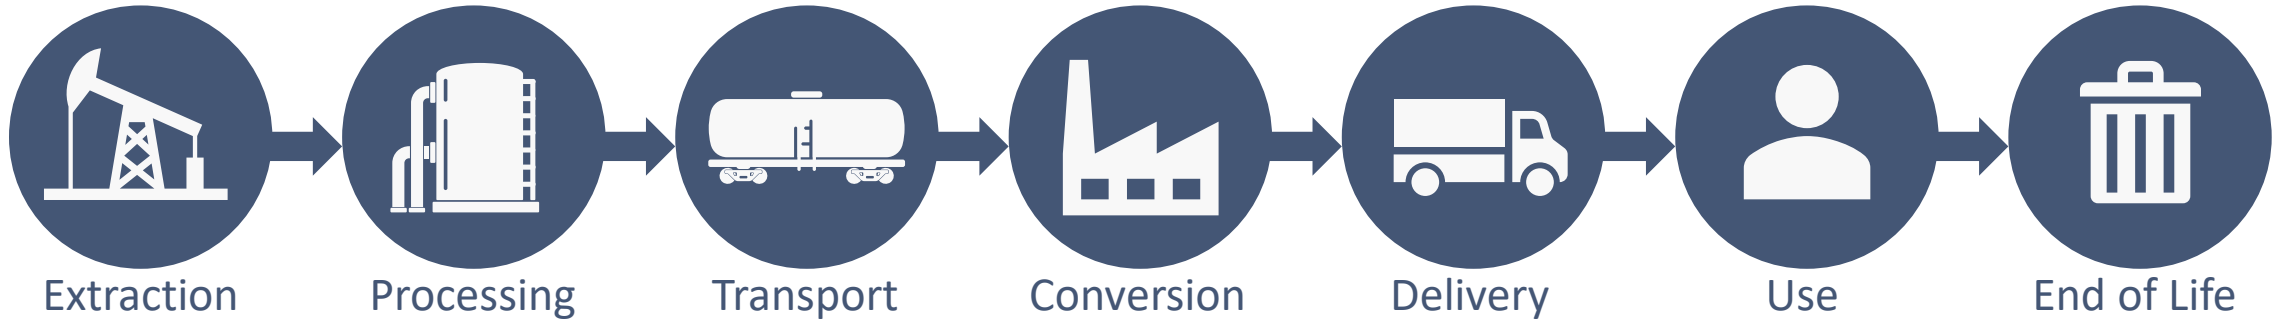 Extraction Processing Transport Conversion Delivery Use End of Life